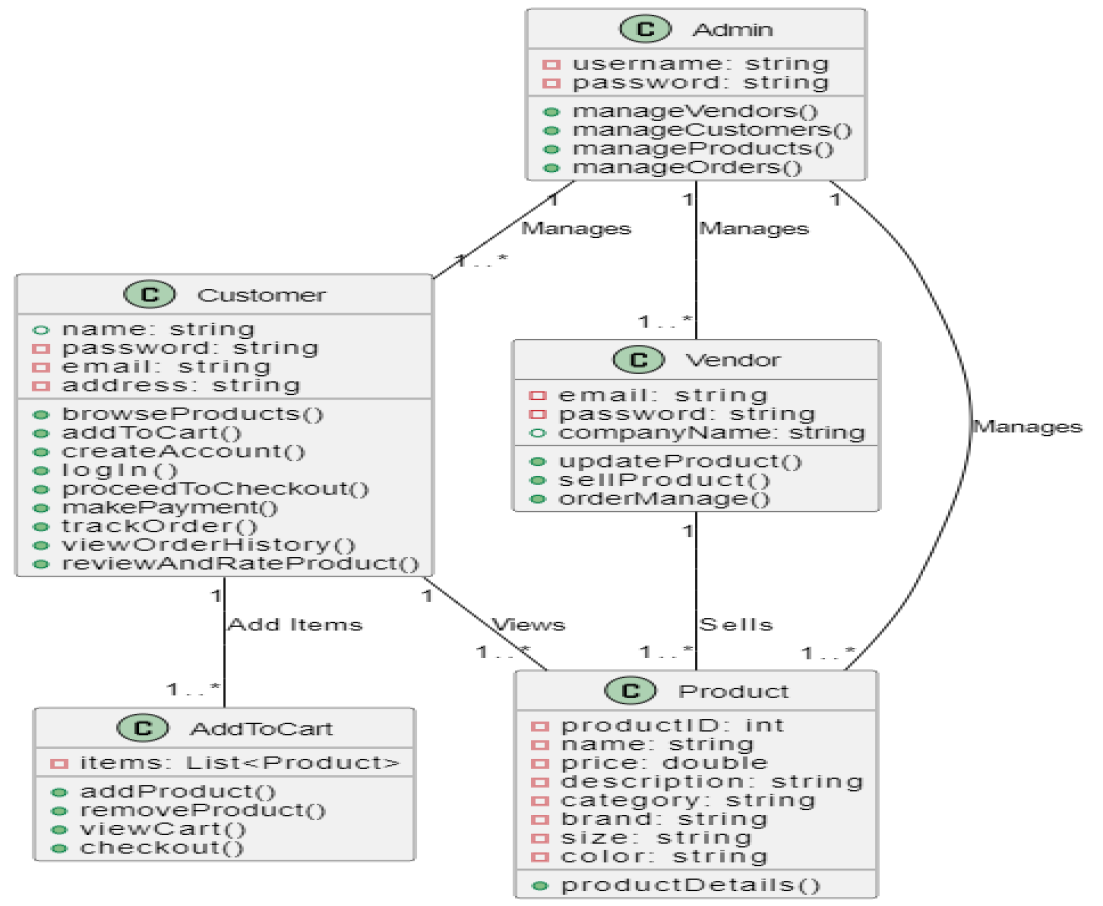 C Admin
username: string
password: string
manageVendors()
manageCustomers()
manageProducts()
manageOrders()
1
1
1
Manages
Manages
1..*
1..*
C Customer
name: string
password: string
email: string
address: string
browseProducts()
addToCart()
createAccount()
logIn()
proceedToCheckout()
makePayment()
trackOrder()
viewOrderHistory()
reviewAndRateProduct()
C Vendor
email: string
password: string
companyName: string
updateProduct()
sellProduct()
orderManage()
Manages
1
1
1
Add Items
Views
Sells
1..*
1..*
1..*
1..*
C AddToCart
items: List<Product>
addProduct()
removeProduct()
viewCart()
checkout()
C Product
productID: int
name: string
price: double
description: string
category: string
brand: string
size: string
color: string
productDetails()